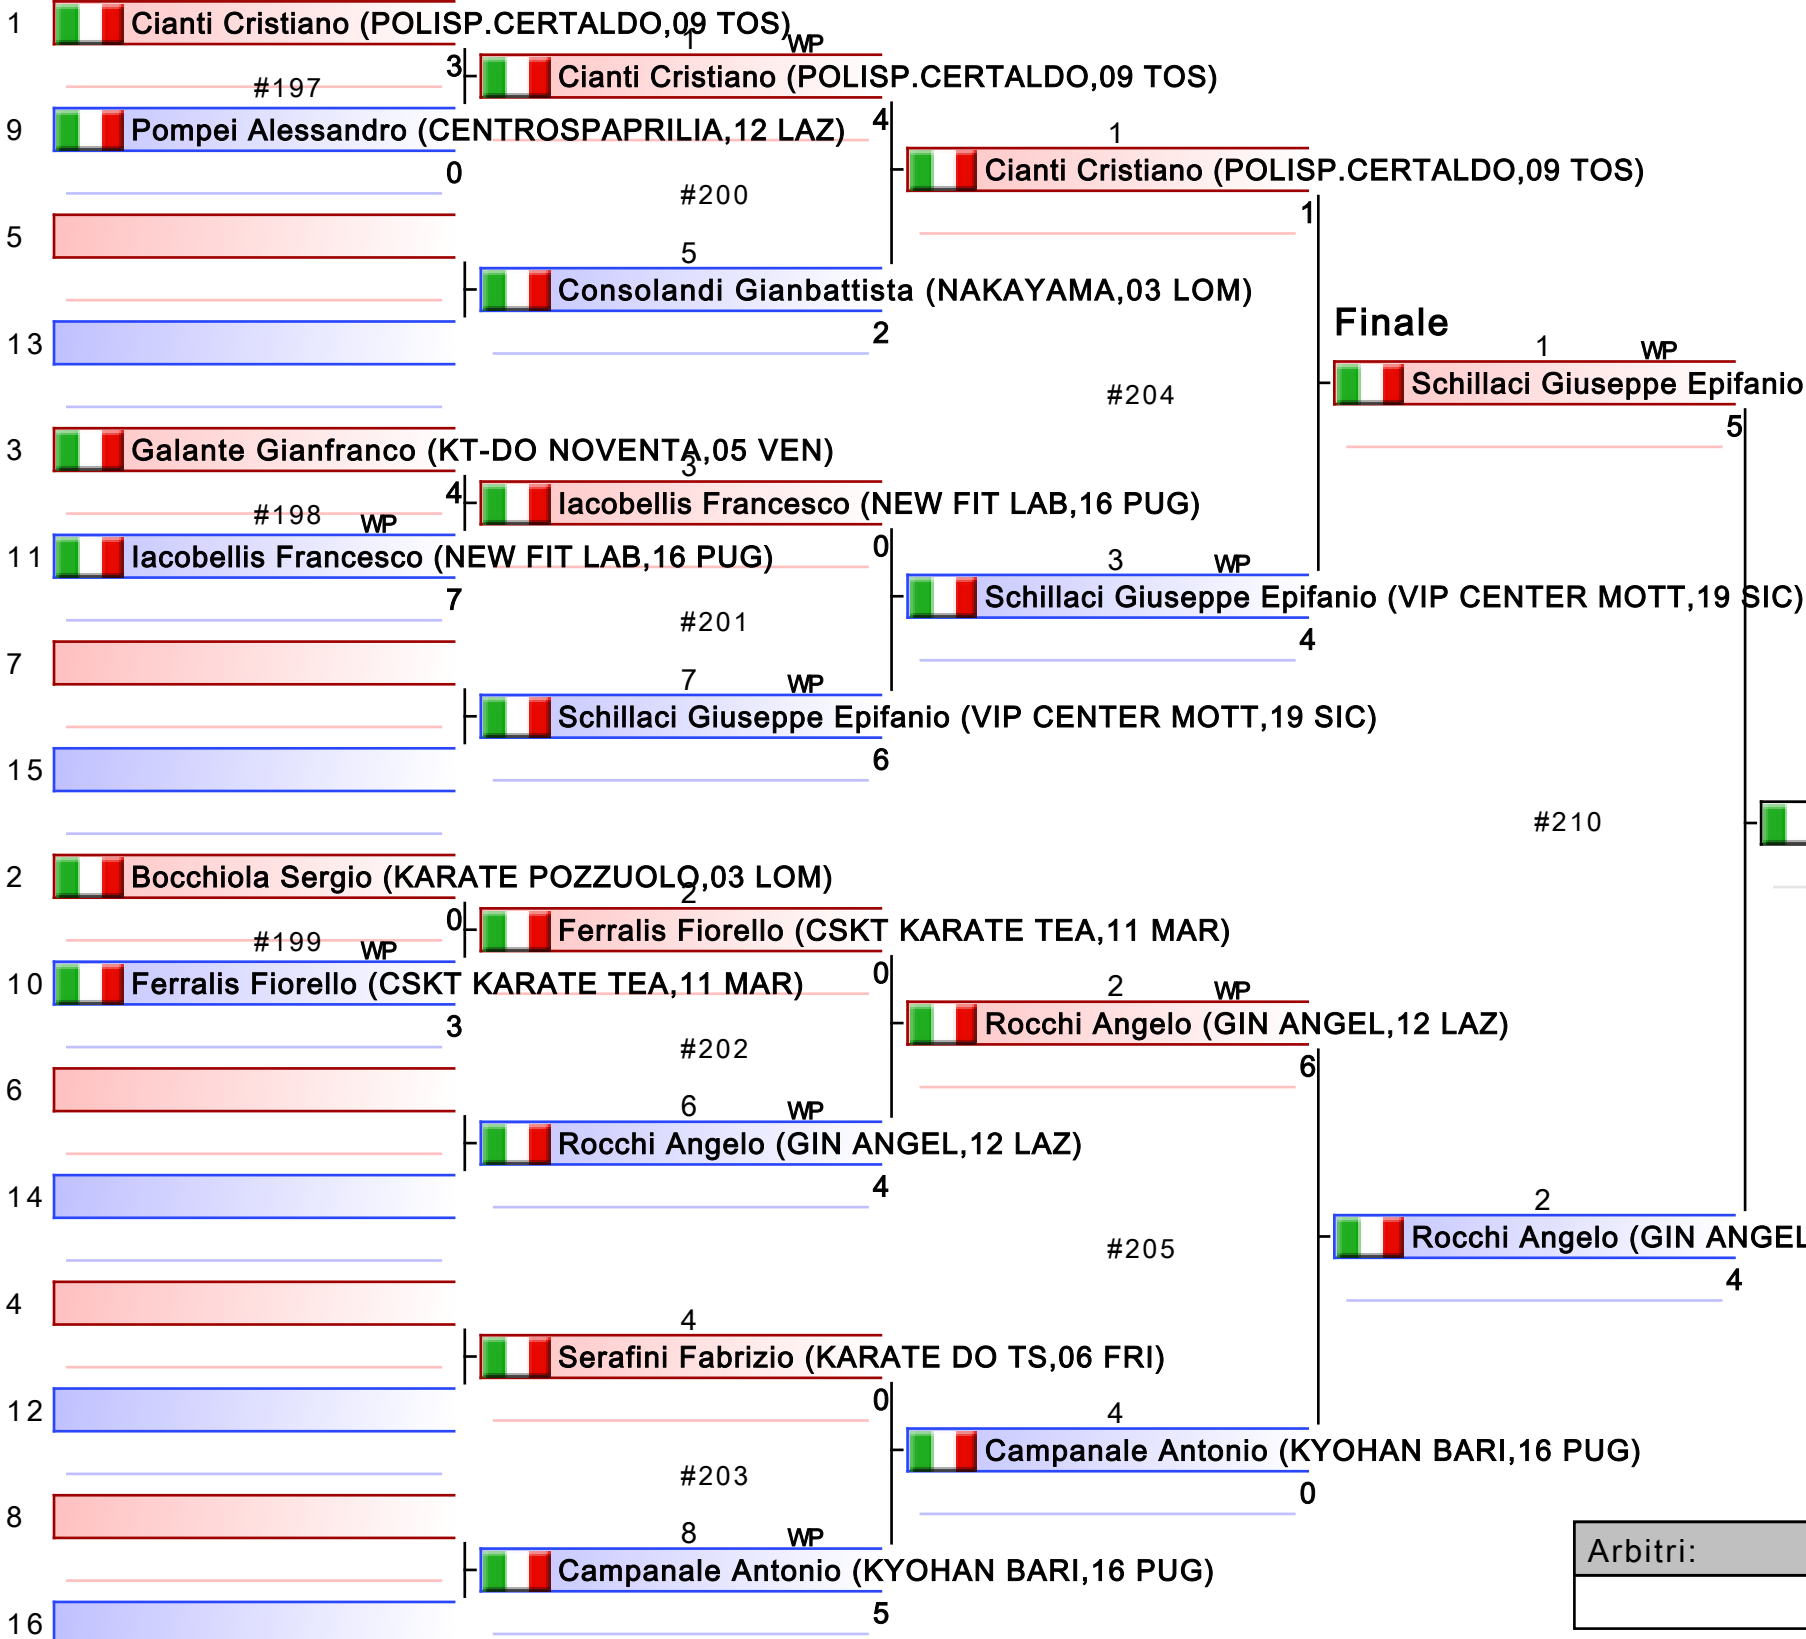 1 Cianti Cristiano (POLISP.CERTALDO,09 TOS)
3
#197
9 Pompei Alessandro (CENTROSPAPRILIA,12 LAZ)
0
5
13
3 Galante Gianfranco (KT-DO NOVENTA,05 VEN)
4
#198 WP
11 Iacobellis Francesco (NEW FIT LAB,16 PUG)
7
7
15
2 Bocchiola Sergio (KARATE POZZUOLO,03 LOM)
0
#199 WP
10 Ferralis Fiorello (CSKT KARATE TEA,11 MAR)
3
6
14
4
12
8
16
1 WP
Cianti Cristiano (POLISP.CERTALDO,09 TOS)
4
#200
5
Consolandi Gianbattista (NAKAYAMA,03 LOM)
2
3
Iacobellis Francesco (NEW FIT LAB,16 PUG)
0
#201
7 WP
Schillaci Giuseppe Epifanio (VIP CENTER MOTT,19 SIC)
6
2
Ferralis Fiorello (CSKT KARATE TEA,11 MAR)
0
#202
6 WP
Rocchi Angelo (GIN ANGEL,12 LAZ)
4
4
Serafini Fabrizio (KARATE DO TS,06 FRI)
0
#203
8 WP
Campanale Antonio (KYOHAN BARI,16 PUG)
5
1
Cianti Cristiano (POLISP.CERTALDO,09 TOS)
1
#204
3 WP
Schillaci Giuseppe Epifanio (VIP CENTER MOTT,19 SIC)
4
2 WP
Rocchi Angelo (GIN ANGEL,12 LAZ)
6
#205
4
Campanale Antonio (KYOHAN BARI,16 PUG)
0
Finale
1 WP
Schillaci Giuseppe Epifanio
5
#210
2
Rocchi Angelo (GIN ANGEL
4
Arbitri: